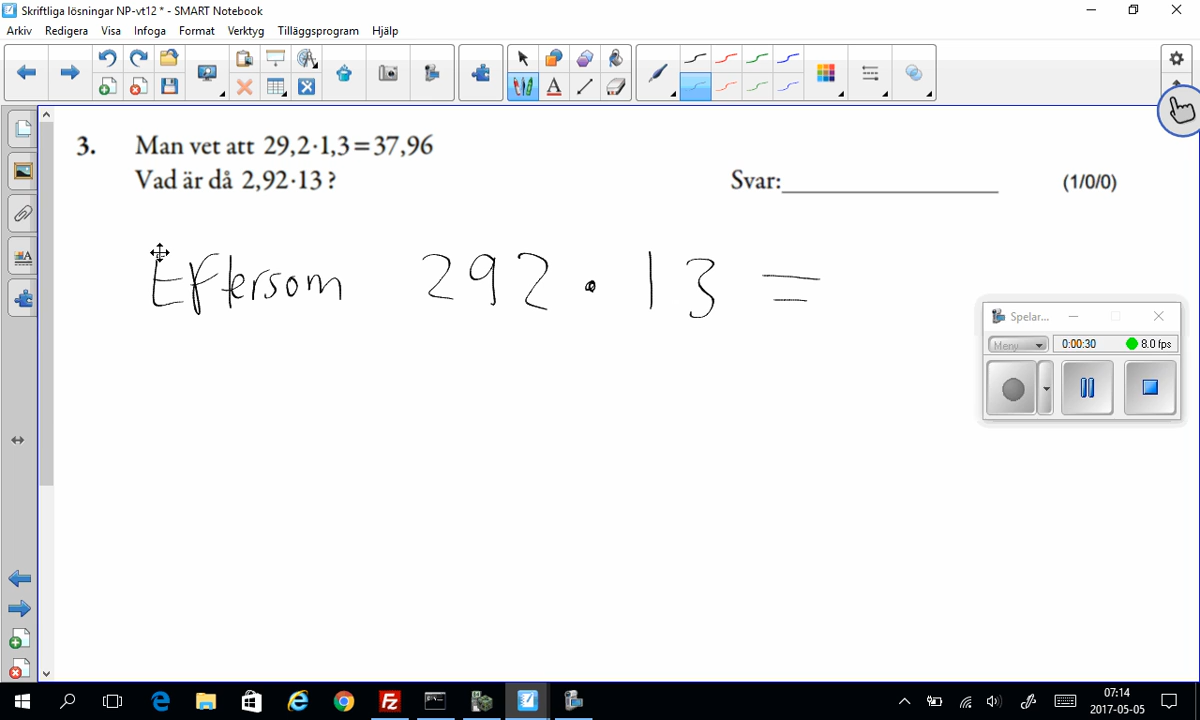 Skriftliga lösningar NP-vt12 * - SMART Notebook
Arkiv Redigera Visa Infoga Format Verktyg Tilläggsprogram Hjälp
3. Man vet att 29,2·1,3=37,96
Vad är då 2,92·13?
Svar:
(1/0/0)
Eftersom 292 · 13 =
Spelar...
Meny
0:00:30
8.0 fps
07:14
2017-05-05